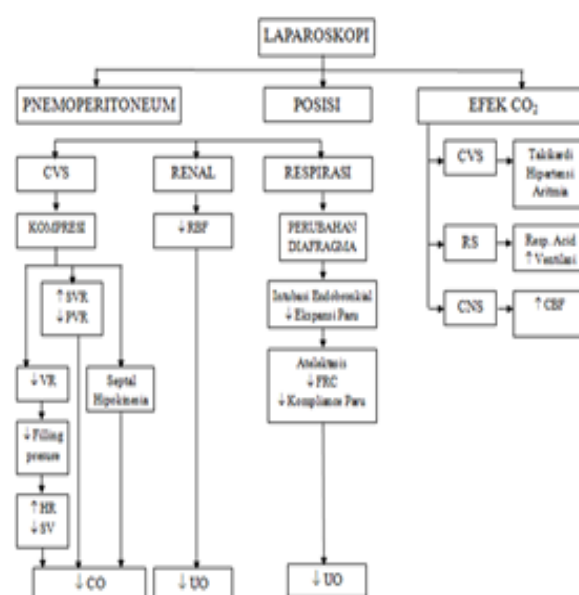 LAPAROSKOPI
PNEMOPERITONEUM
POSISI
EFEK CO₂
CVS
RENAL
RESPIRASI
CVS
Takikardi
Hipertensi
Aritmia
KOMPRESI
↓RBF
PERUBAHAN
DIAFRAGMA
RS
Resp. Acid
↑Ventilasi
↑SVR
↓PVR
Intubasi Endobronkial
↓Ekspansi Paru
CNS
↑CBF
↓VR
Septal
Hipokinesia
Atelektasis
↓FRC
↓Kompliance Paru
↓Filling
presure
↑HR
↓SV
↓CO
↓UO
↓UO